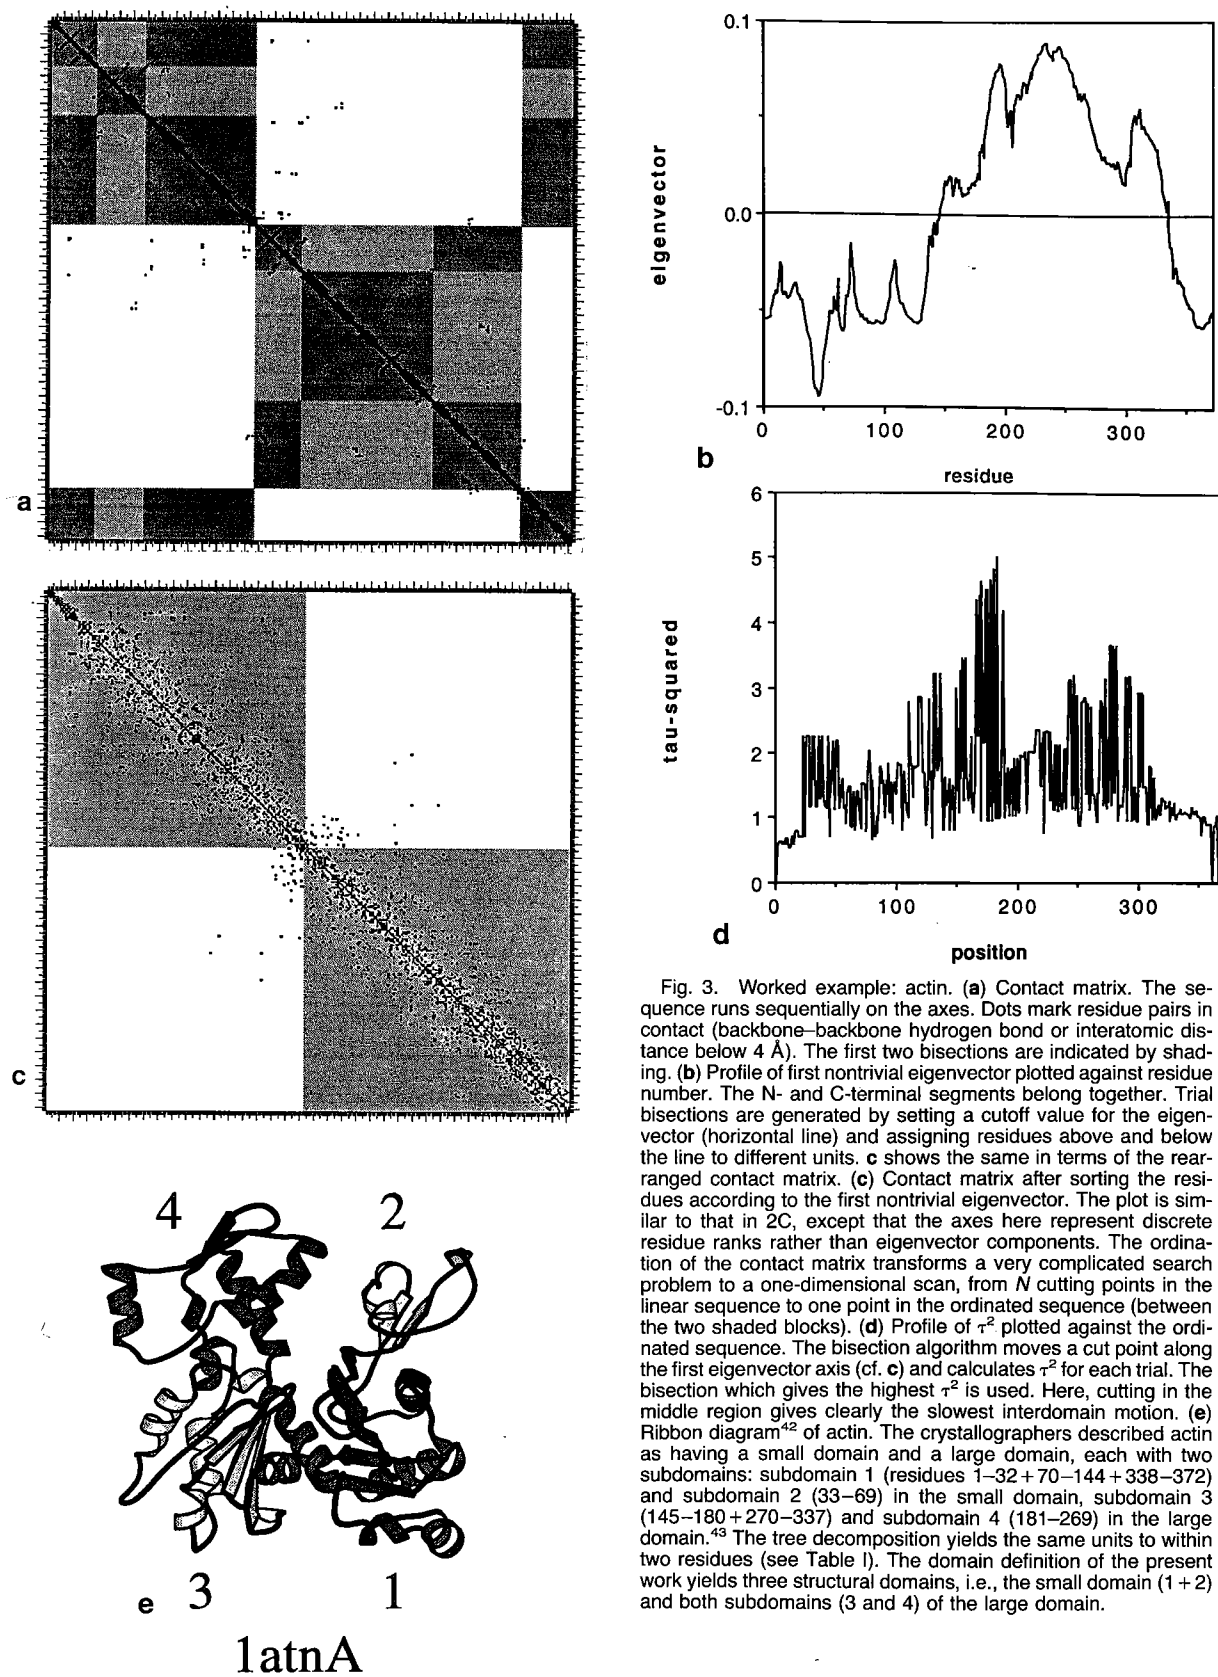 a
0.1
0.0
-0.1
eigenvector
0 100 200 300
b
residue
6
5
4
3
2
1
0
tau-squared
0 100 200 300
d
position
c
4 2
3 1
e
1atnA
Fig. 3. Worked example: actin. (a) Contact matrix. The se-
quence runs sequentially on the axes. Dots mark residue pairs in
contact (backbone–backbone hydrogen bond or interatomic dis-
tance below 4 Å). The first two bisections are indicated by shad-
ing. (b) Profile of first nontrivial eigenvector plotted against residue
number. The N- and C-terminal segments belong together. Trial
bisections are generated by setting a cutoff value for the eigen-
vector (horizontal line) and assigning residues above and below
the line to different units. c shows the same in terms of the rear-
ranged contact matrix. (c) Contact matrix after sorting the resi-
dues according to the first nontrivial eigenvector. The plot is sim-
ilar to that in 2C, except that the axes here represent discrete
residue ranks rather than eigenvector components. The ordina-
tion of the contact matrix transforms a very complicated search
problem to a one-dimensional scan, from N cutting points in the
linear sequence to one point in the ordinated sequence (between
the two shaded blocks). (d) Profile of τ² plotted against the ordi-
nated sequence. The bisection algorithm moves a cut point along
the first eigenvector axis (cf. c) and calculates τ² for each trial. The
bisection which gives the highest τ² is used. Here, cutting in the
middle region gives clearly the slowest interdomain motion. (e)
Ribbon diagram⁴² of actin. The crystallographers described actin
as having a small domain and a large domain, each with two
subdomains: subdomain 1 (residues 1–32+70–144+338–372)
and subdomain 2 (33–69) in the small domain, subdomain 3
(145–180+270–337) and subdomain 4 (181–269) in the large
domain.⁴³ The tree decomposition yields the same units to within
two residues (see Table I). The domain definition of the present
work yields three structural domains, i.e., the small domain (1+2)
and both subdomains (3 and 4) of the large domain.